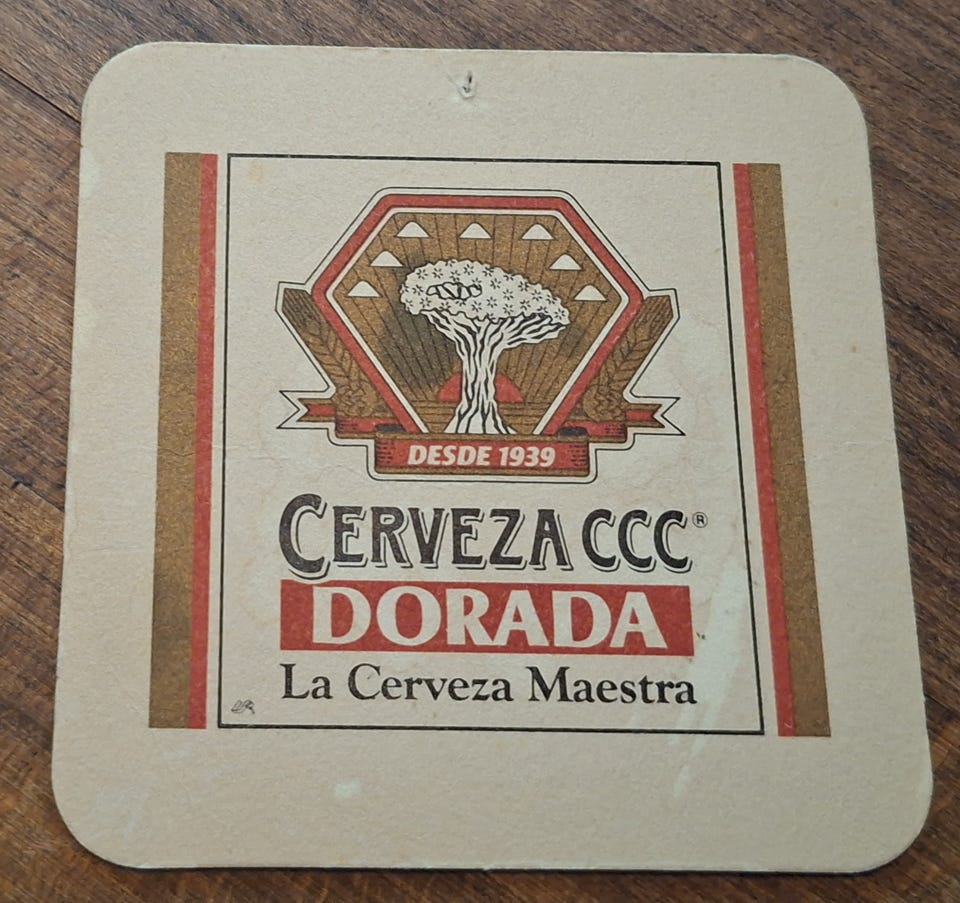 DESDE 1939
CERVEZA CCC®
DORADA
La Cerveza Maestra